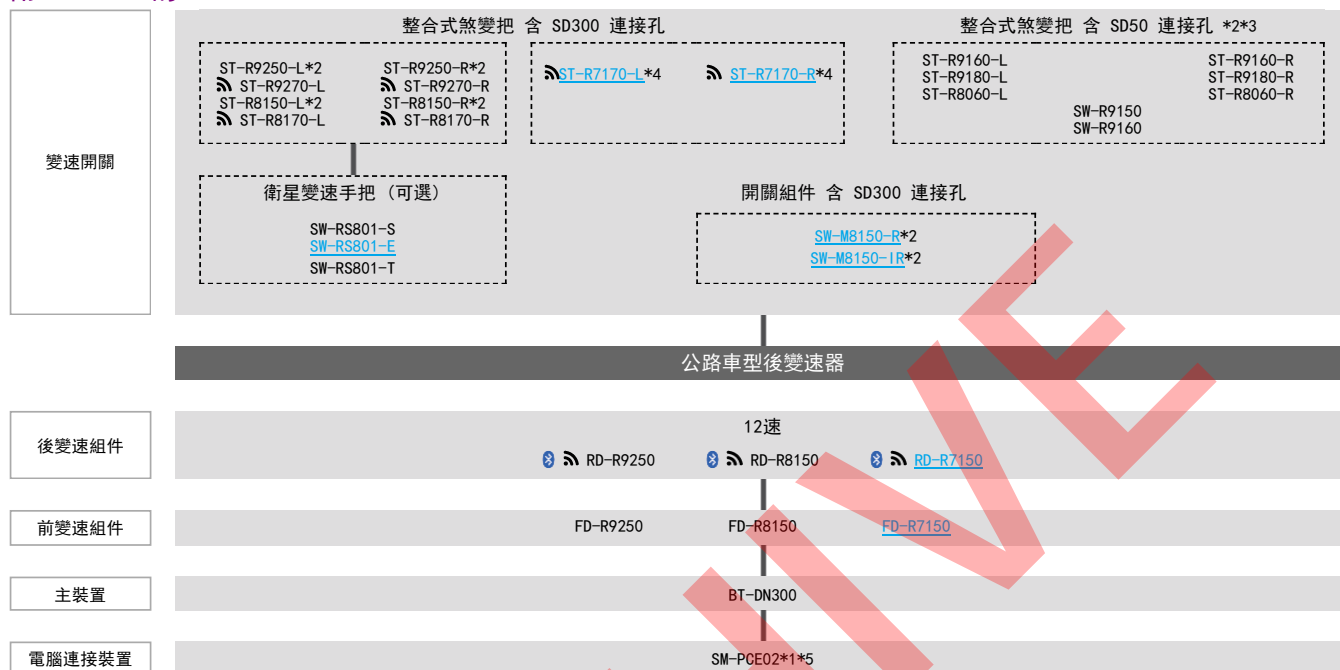 變速開關
整合式煞變把 含 SD300 連接孔
ST-R9250-L*2
ST-R9270-L
ST-R8150-L*2
ST-R8170-L
ST-R9250-R*2
ST-R9270-R
ST-R8150-R*2
ST-R8170-R
ST-R7170-L*4
ST-R7170-R*4
整合式煞變把 含 SD50 連接孔 *2*3
ST-R9160-L
ST-R9180-L
ST-R8060-L
ST-R9160-R
ST-R9180-R
ST-R8060-R
SW-R9150
SW-R9160
衛星變速手把 (可選)
SW-RS801-S
SW-RS801-E
SW-RS801-T
開關組件 含 SD300 連接孔
SW-M8150-R*2
SW-M8150-IR*2
公路車型後變速器
後變速組件
12速
RD-R9250 RD-R8150 RD-R7150
前變速組件
FD-R9250 FD-R8150 FD-R7150
主裝置
BT-DN300
電腦連接裝置
SM-PCE02*1*5